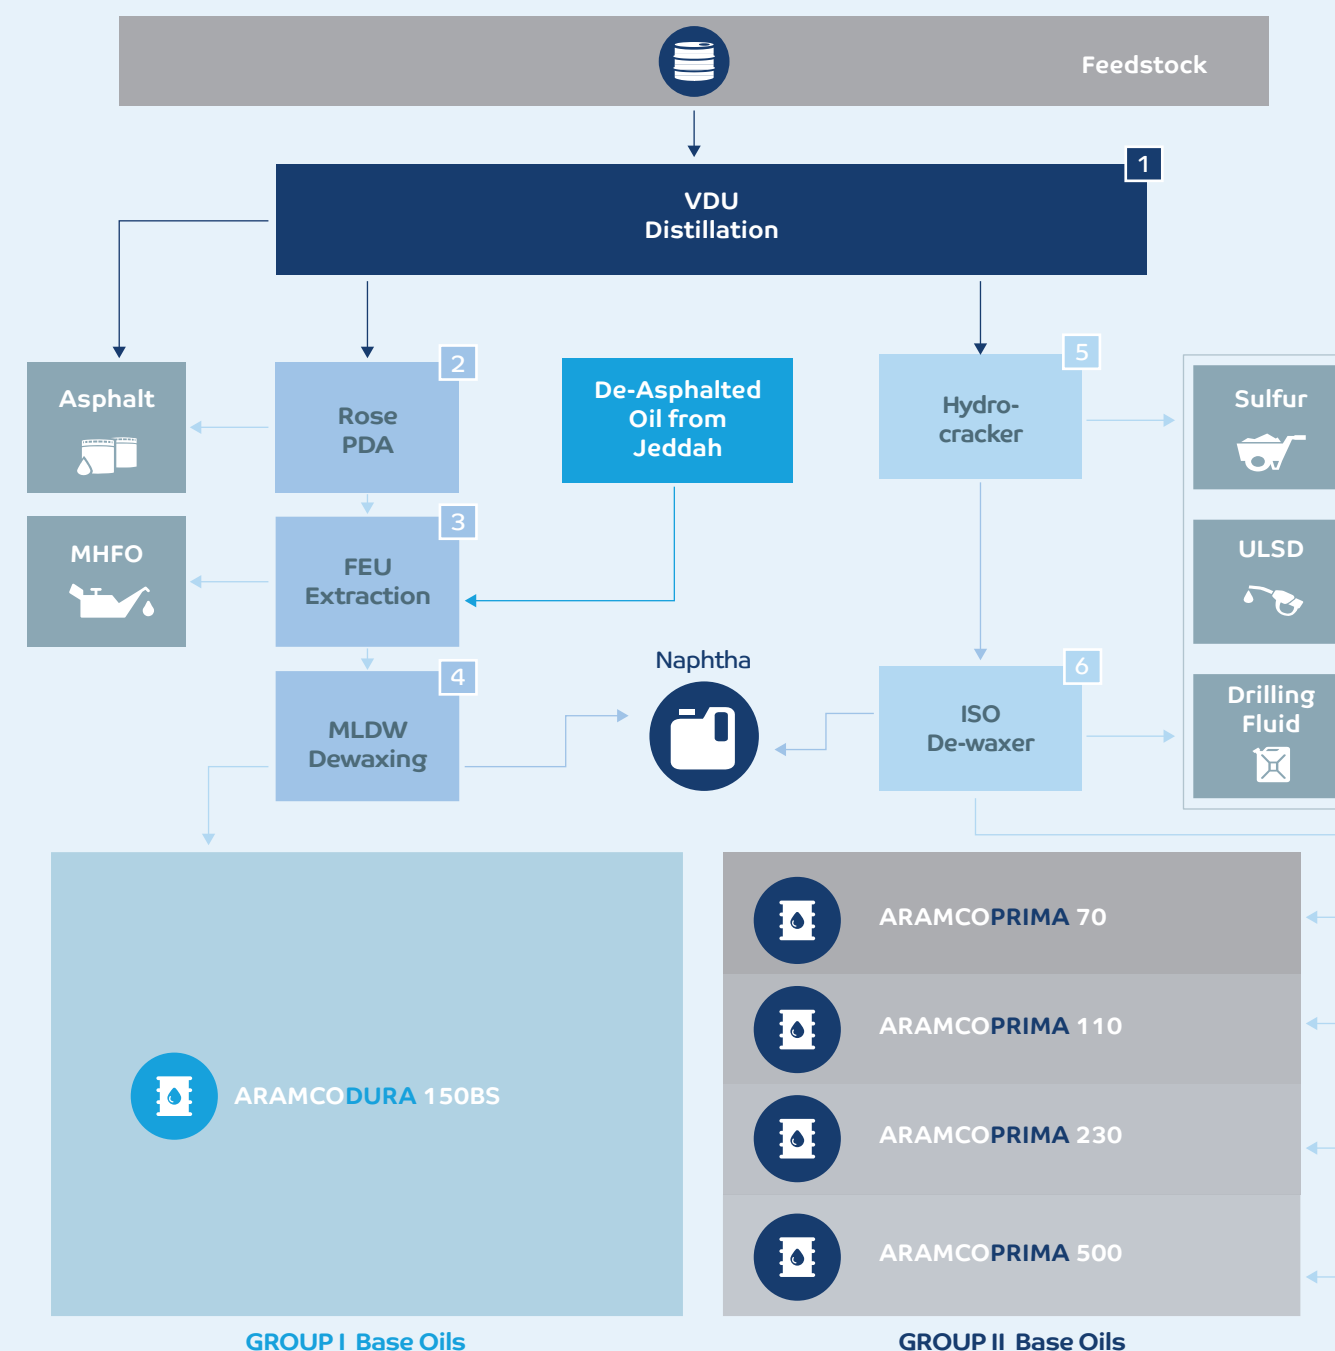 Feedstock
1
VDU
Distillation
2
5
Asphalt
Rose
PDA
De-Asphalted
Oil from
Jeddah
Hydro-
cracker
Sulfur
3
MHFO
FEU
Extraction
ULSD
4
Naphtha
6
MLDW
Dewaxing
ISO
De-waxer
Drilling
Fluid
ARAMCODURA 150BS
ARAMCOPRIMA 70
ARAMCOPRIMA 110
ARAMCOPRIMA 230
ARAMCOPRIMA 500
GROUP I Base Oils
GROUP II Base Oils